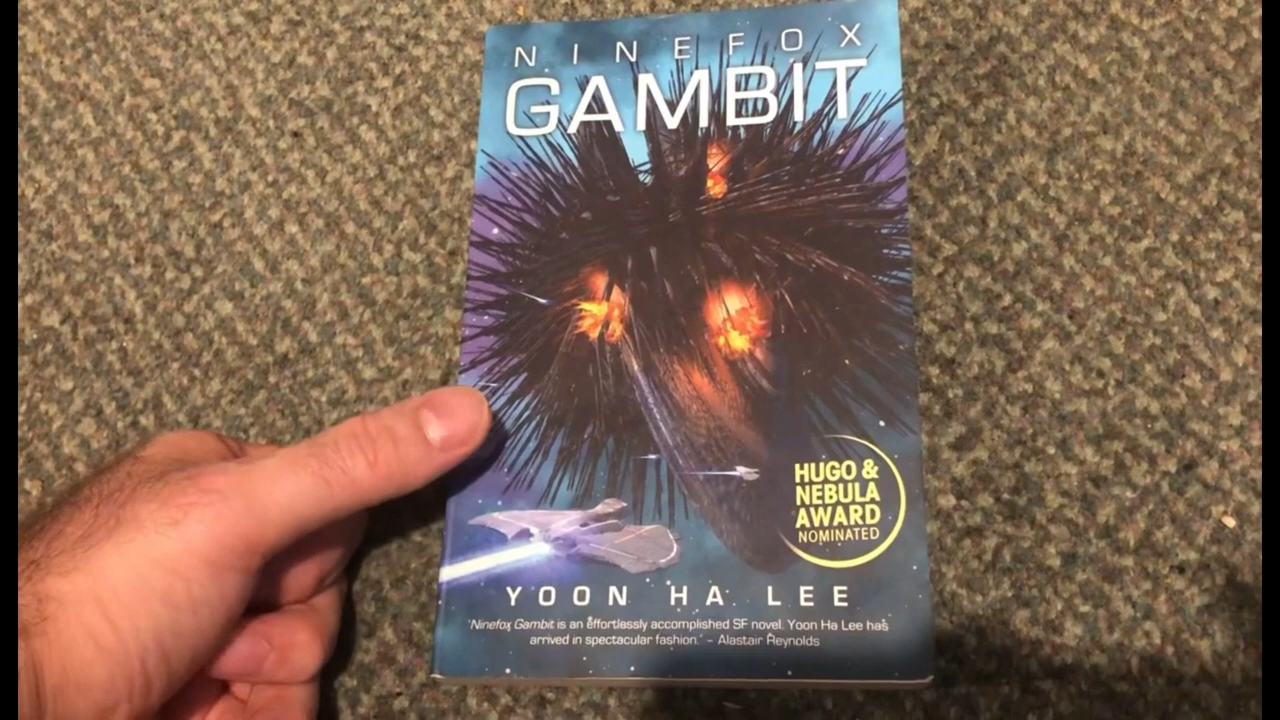 NINEFOX
GAMBIT
HUGO &
NEBULA
AWARD
NOMINATED
YOON HA LEE
'Ninefox Gambit is an effortlessly accomplished SF novel. Yoon Ha Lee has
arrived in spectacular fashion.' – Alastair Reynolds